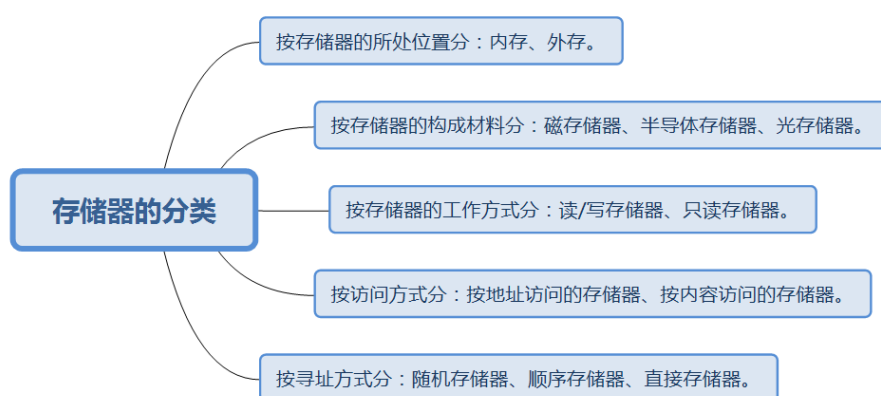 按存储器的所处位置分：内存、外存。
按存储器的构成材料分：磁存储器、半导体存储器、光存储器。
存储器的分类
按存储器的工作方式分：读/写存储器、只读存储器。
按访问方式分：按地址访问的存储器、按内容访问的存储器。
按寻址方式分：随机存储器、顺序存储器、直接存储器。